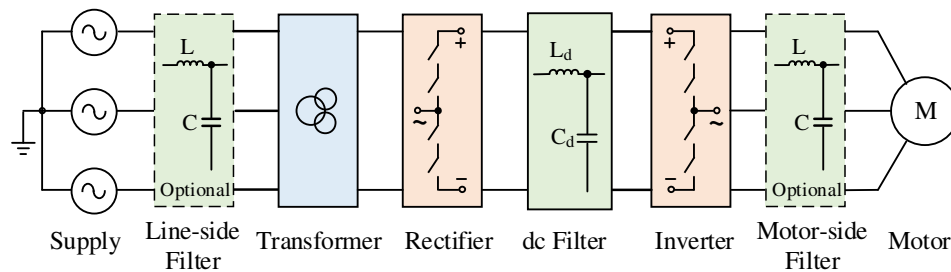 L
C
Optional
+
~
−
L_d
C_d
+
~
−
L
C
Optional
M
Supply
Line-side
Filter
Transformer
Rectifier
dc Filter
Inverter
Motor-side
Filter
Motor